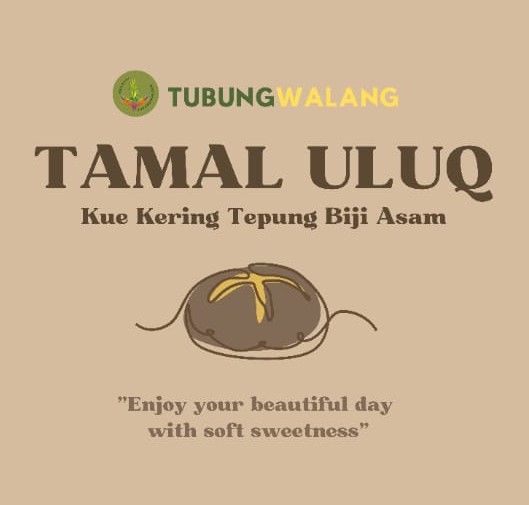 TUBUNGWALANG
TAMAL ULUQ
Kue Kering Tepung Biji Asam
"Enjoy your beautiful day
with soft sweetness"